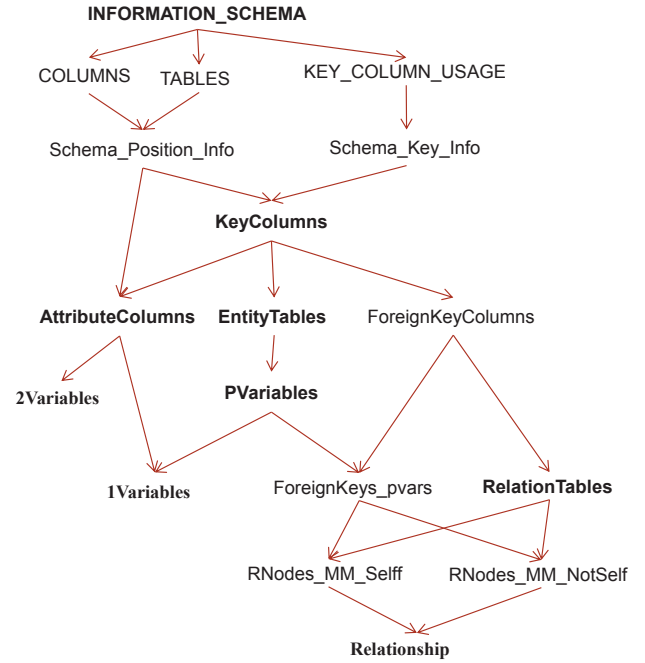 INFORMATION_SCHEMA
COLUMNS
TABLES
KEY_COLUMN_USAGE
Schema_Position_Info
Schema_Key_Info
KeyColumns
AttributeColumns
EntityTables
ForeignKeyColumns
2Variables
PVariables
1Variables
ForeignKeys_pvars
RelationTables
RNodes_MM_Selff
RNodes_MM_NotSelf
Relationship